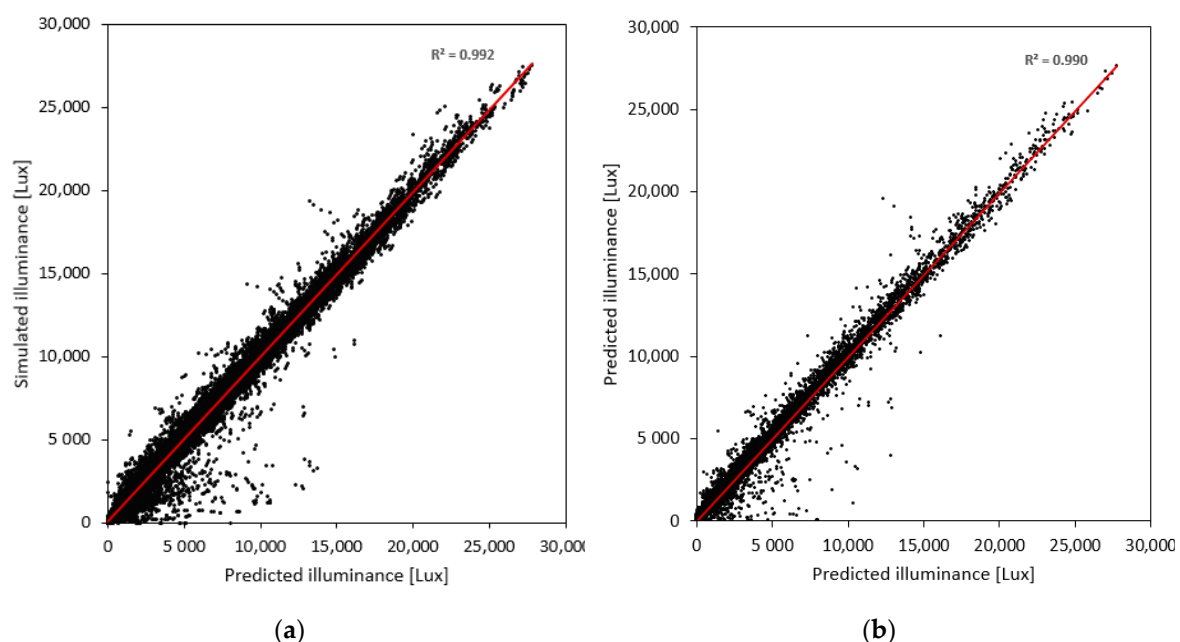 30,000
25,000
20,000
15,000
10,000
5 000
0
Simulated illuminance [Lux]
R² = 0.992
0 5 000 10,000 15,000 20,000 25,000 30,000
Predicted illuminance [Lux]
(a)
30,000
25,000
20,000
15,000
10,000
5 000
0
Predicted illuminance [Lux]
R² = 0.990
0 5 000 10,000 15,000 20,000 25,000 30,000
Predicted illuminance [Lux]
(b)